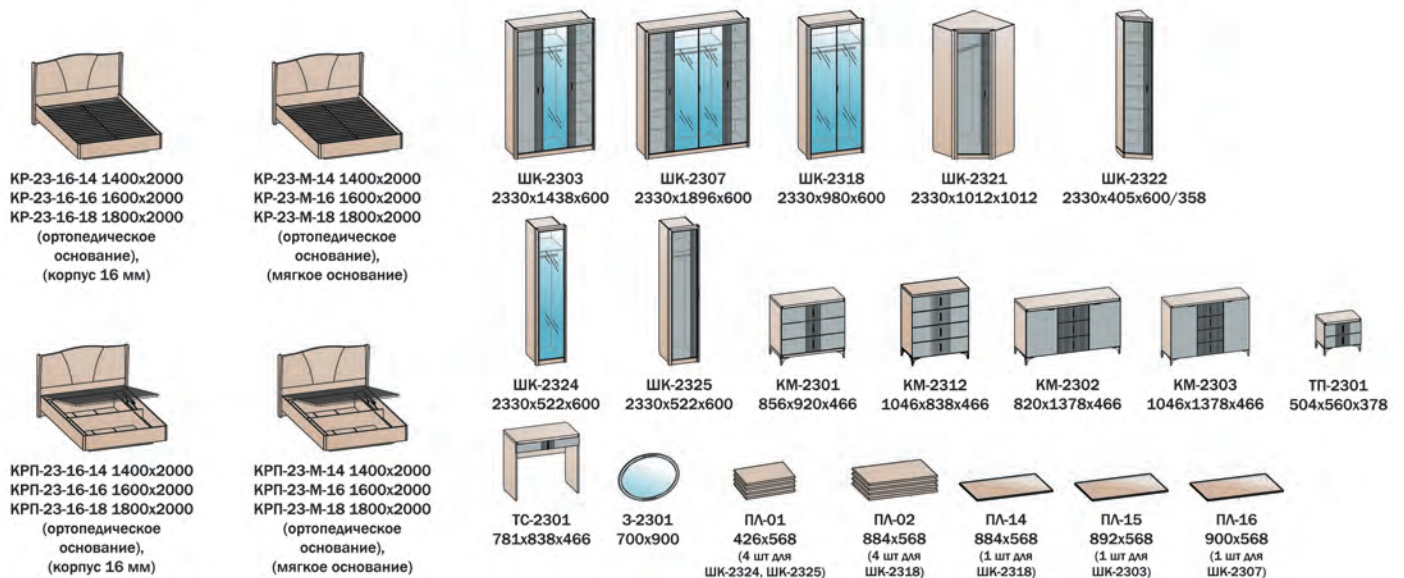 КР-23-16-14 1400х2000
КР-23-16-16 1600х2000
КР-23-16-18 1800х2000
(ортопедическое
основание),
(корпус 16 мм)
КР-23-М-14 1400х2000
КР-23-М-16 1600х2000
КР-23-М-18 1800х2000
(ортопедическое
основание),
(мягкое основание)
ШК-2303
2330х1438х600
ШК-2307
2330х1896х600
ШК-2318
2330х980х600
ШК-2321
2330х1012х1012
ШК-2322
2330х405х600/358
ШК-2324
2330х522х600
ШК-2325
2330х522х600
КМ-2301
856х920х466
КМ-2312
1046х838х466
КМ-2302
820х1378х466
КМ-2303
1046х1378х466
ТП-2301
504х560х378
КРП-23-16-14 1400х2000
КРП-23-16-16 1600х2000
КРП-23-16-18 1800х2000
(ортопедическое
основание),
(корпус 16 мм)
КРП-23-М-14 1400х2000
КРП-23-М-16 1600х2000
КРП-23-М-18 1800х2000
(ортопедическое
основание),
(мягкое основание)
ТС-2301
781х838х466
З-2301
700х900
ПЛ-01
426х568
(4 шт для
ШК-2324, ШК-2325)
ПЛ-02
884х568
(4 шт для
ШК-2318)
ПЛ-14
884х568
(1 шт для
ШК-2318)
ПЛ-15
892х568
(1 шт для
ШК-2303)
ПЛ-16
900х568
(1 шт для
ШК-2307)